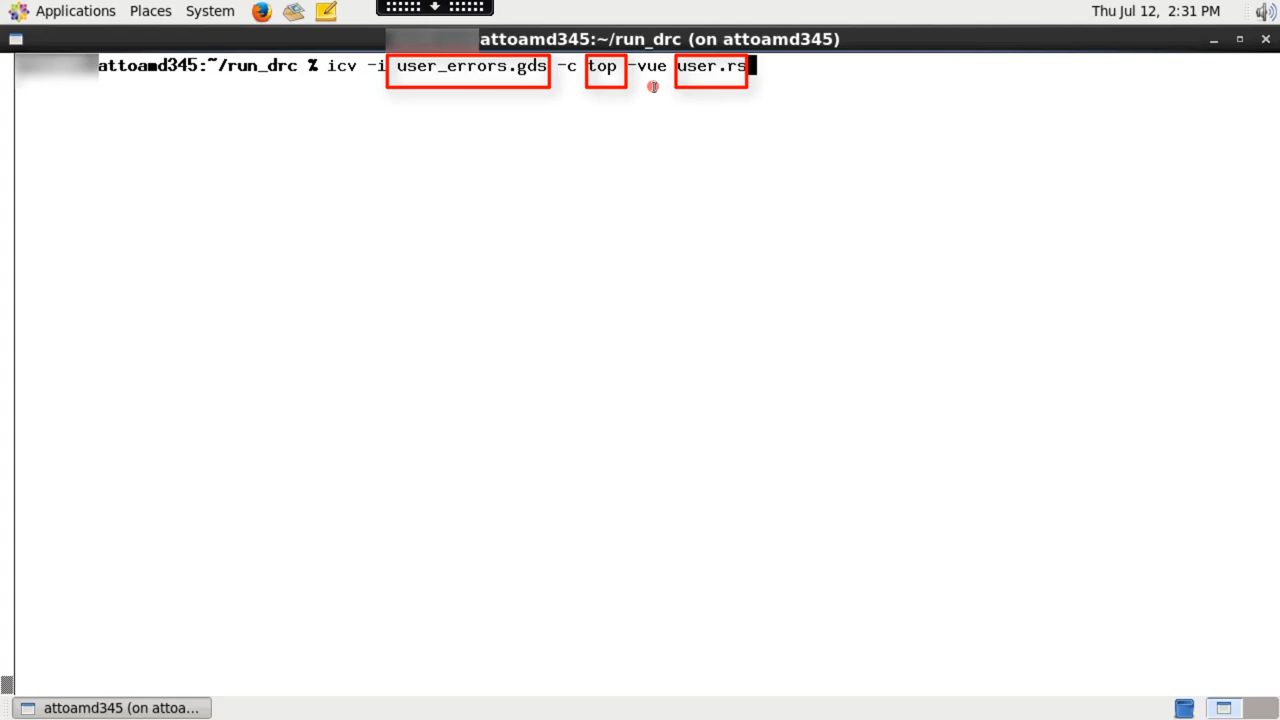 Applications Places System Thu Jul 12, 2:31 PM
attoamd345:~/run_drc (on attoamd345)
attoamd345:~/run_drc % icv -i user_errors.gds -c top -vue user.rs
attoamd345 (on attoa...